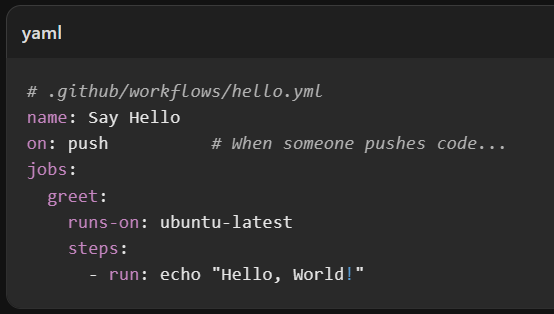 yaml
# .github/workflows/hello.yml
name: Say Hello
on: push          # When someone pushes code...
jobs:
  greet:
    runs-on: ubuntu-latest
    steps:
      - run: echo "Hello, World!"